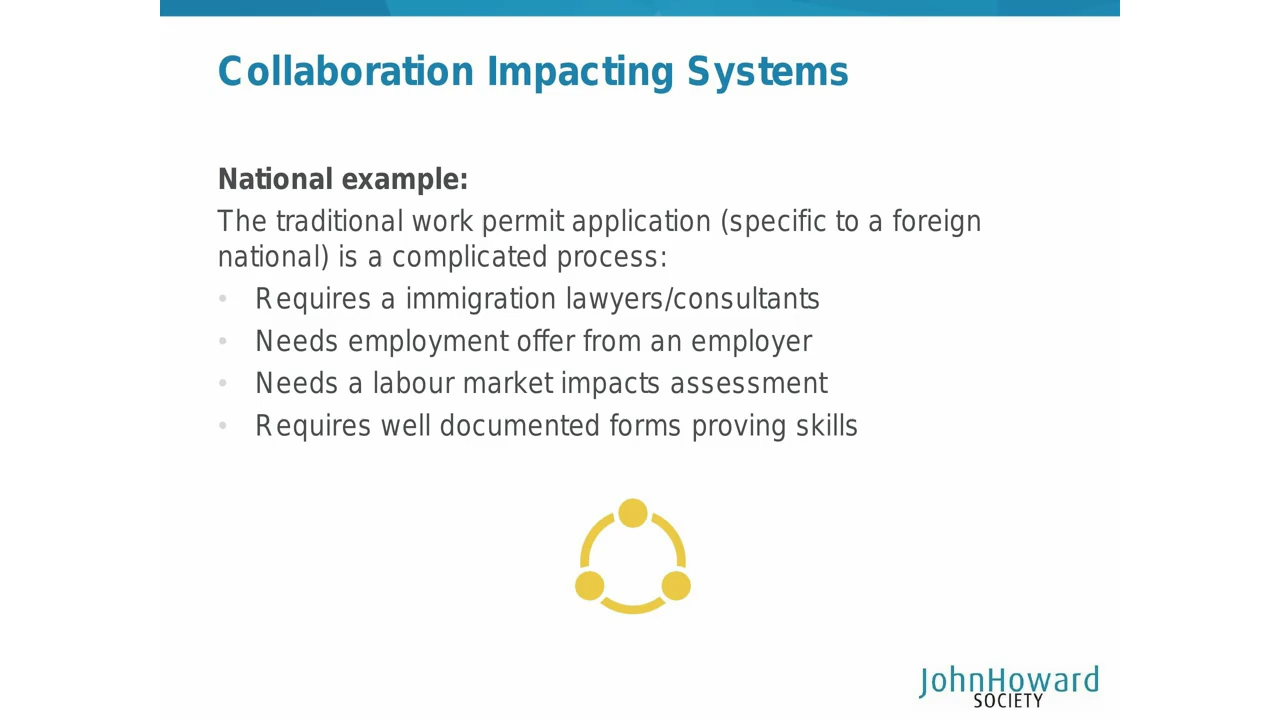 Collaboration Impacting Systems
National example:
The traditional work permit application (specific to a foreign
national) is a complicated process:
• Requires a immigration lawyers/consultants
• Needs employment offer from an employer
• Needs a labour market impacts assessment
• Requires well documented forms proving skills
JohnHoward
SOCIETY